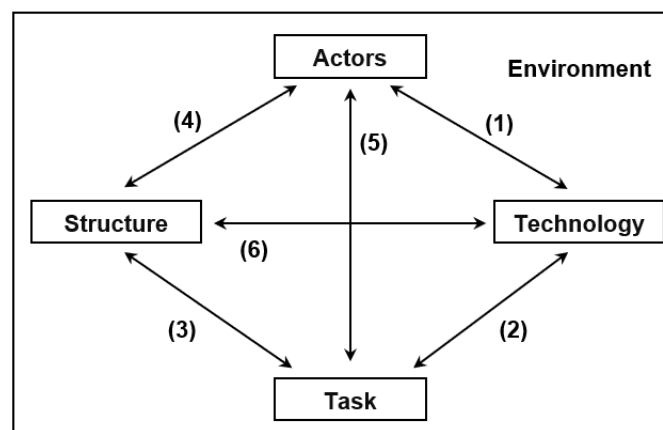 Actors
Environment
(4)
(5)
(1)
Structure
Technology
(6)
(3)
(2)
Task